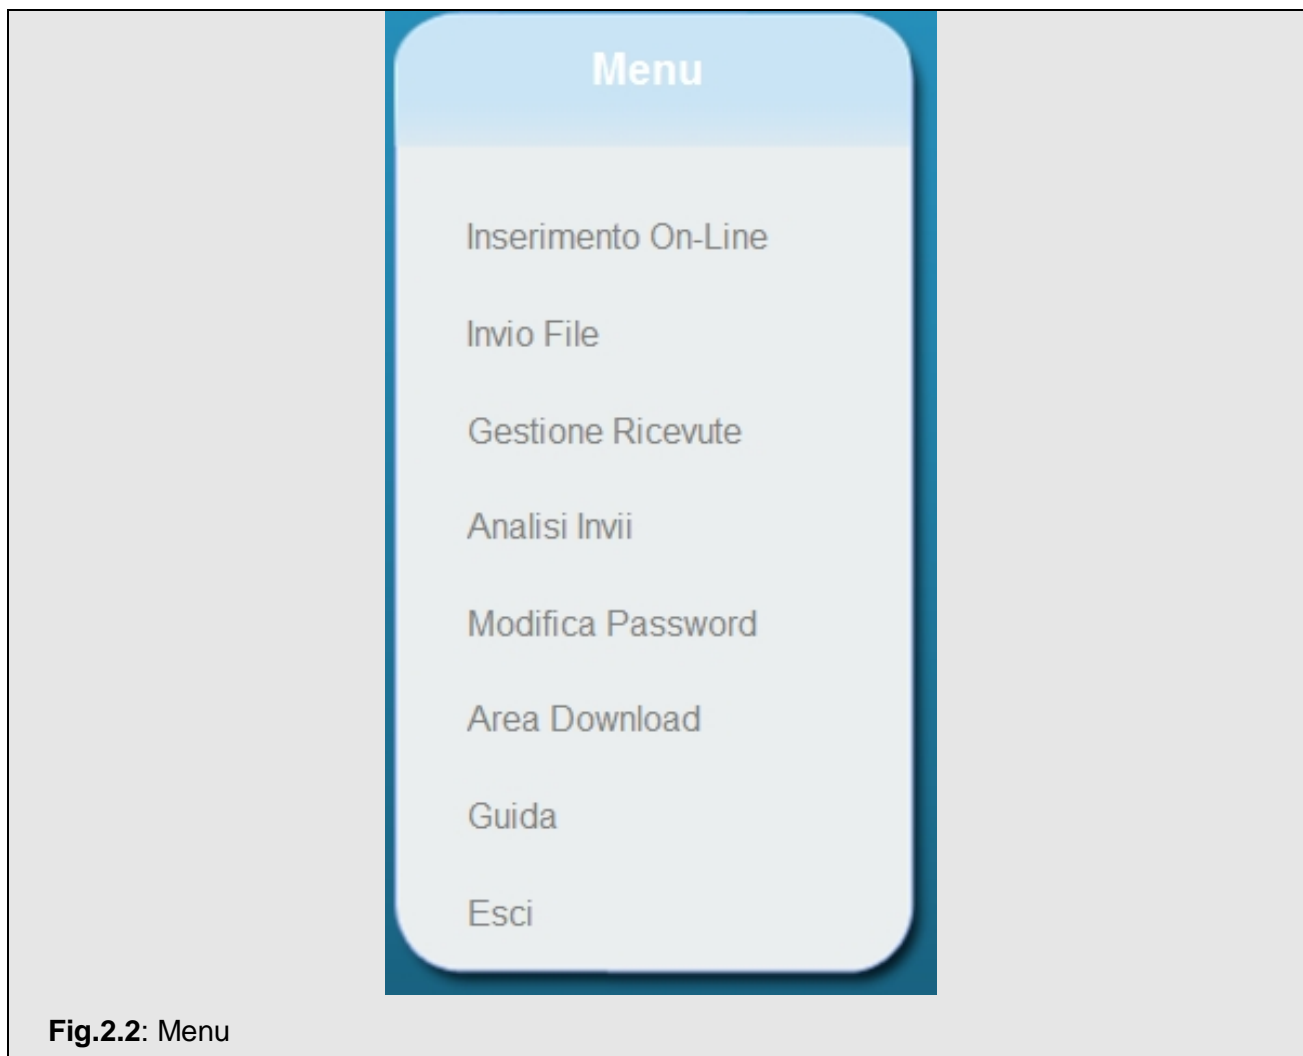 Menu
Inserimento On-Line
Invio File
Gestione Ricevute
Analisi Invii
Modifica Password
Area Download
Guida
Esci
Fig.2.2: Menu